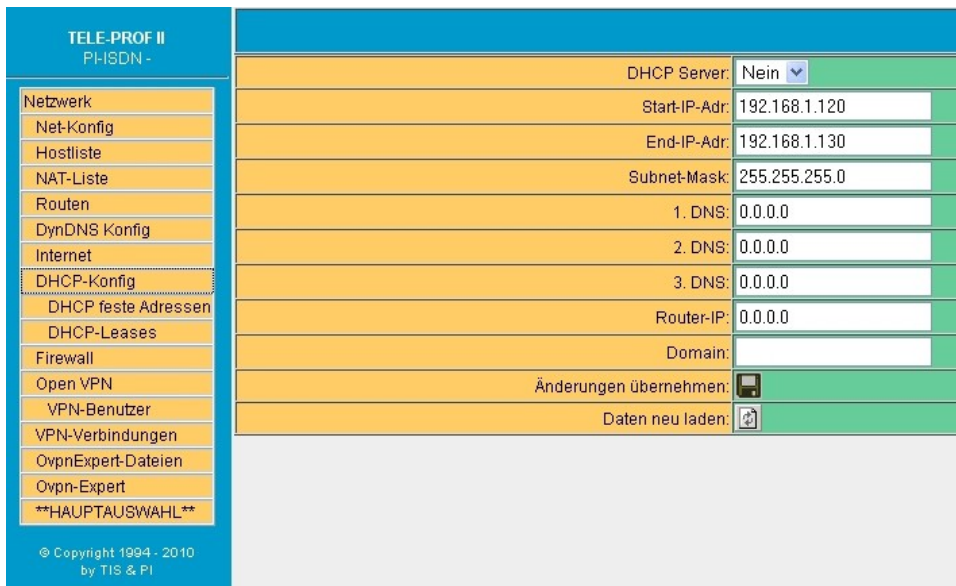 TELE-PROF II
PI-ISDN -
Netzwerk
Net-Konfig
Hostliste
NAT-Liste
Routen
DynDNS Konfig
Internet
DHCP-Konfig
DHCP feste Adressen
DHCP-Leases
Firewall
Open VPN
VPN-Benutzer
VPN-Verbindungen
OvpnExpert-Dateien
Ovpn-Expert
**HAUPTAUSWAHL**
© Copyright 1994 - 2010
by TIS & PI
DHCP Server: Nein
Start-IP-Adr: 192.168.1.120
End-IP-Adr: 192.168.1.130
Subnet-Mask: 255.255.255.0
1. DNS: 0.0.0.0
2. DNS: 0.0.0.0
3. DNS: 0.0.0.0
Router-IP: 0.0.0.0
Domain:
Änderungen übernehmen:
Daten neu laden: